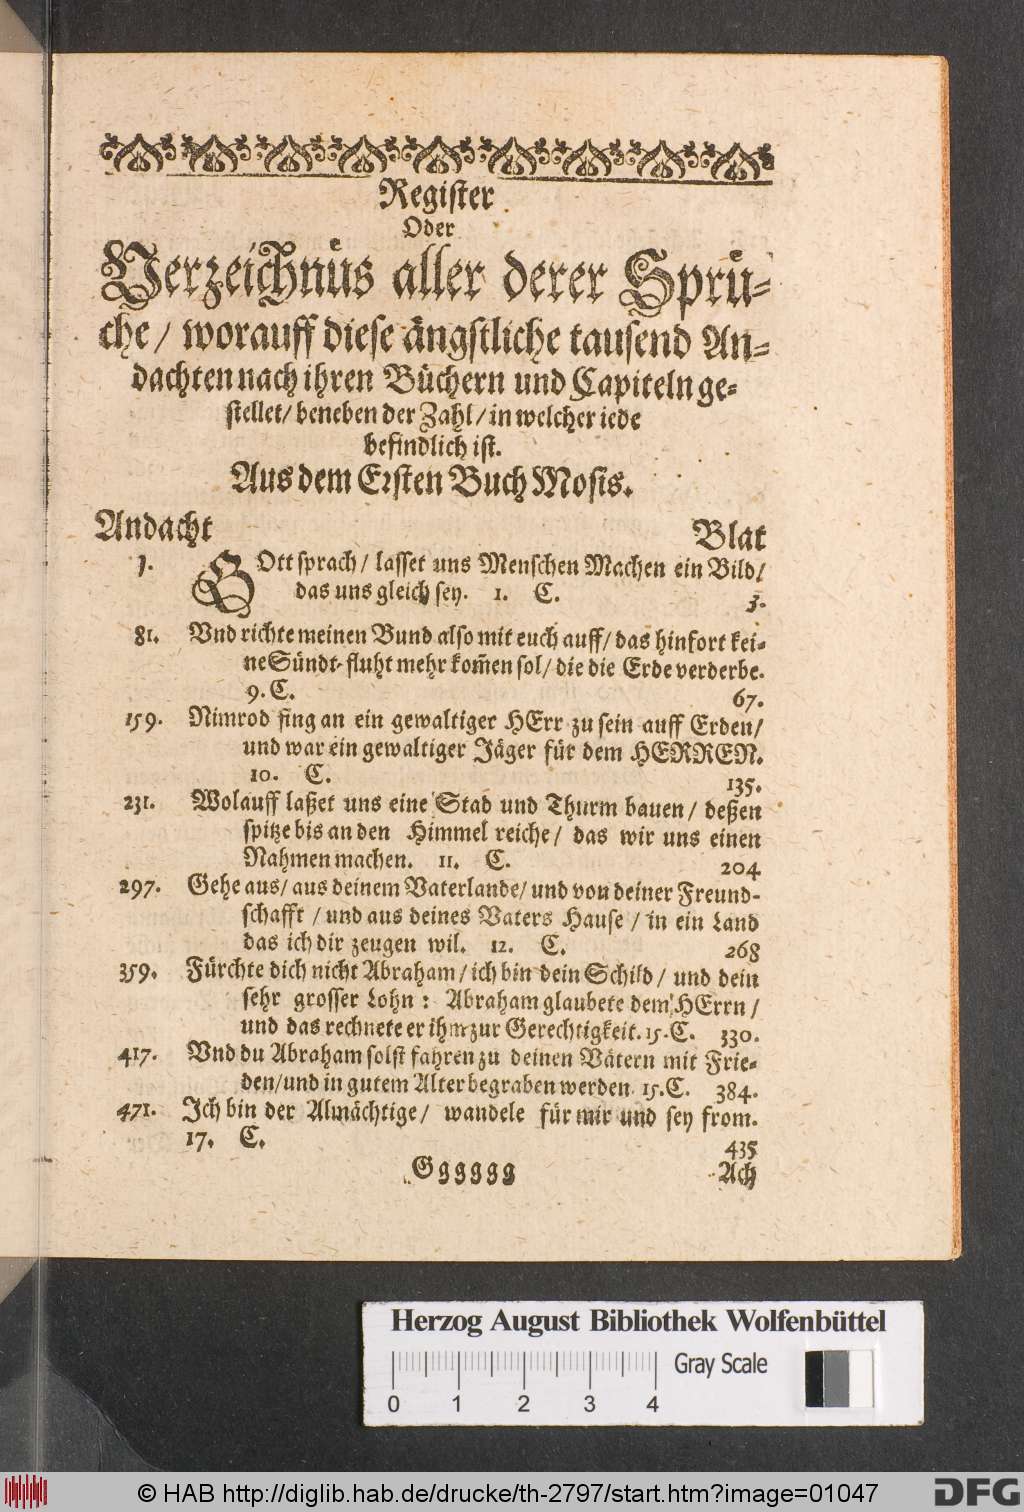 Register
Oder
Verzeichnüs aller derer Sprü-
che / worauff diese ängstliche tausend An-
dachten nach ihren Büchern und Capiteln ge-
stellet / beneben der Zahl / in welcher iede
befindlich ist.
Aus dem Ersten Buch Mosis.
Andacht Blat
1. GOtt sprach / lasset uns Menschen Machen ein Bild /
das uns gleich sey. 1. C. 3.
81. Vnd richte meinen Bund also mit euch auff / das hinfort kei-
ne Sündt-fluht mehr kom̃en sol / die die Erde verderbe.
9. C. 67.
159. Nimrod fing an ein gewaltiger HErr zu sein auff Erden /
und war ein gewaltiger Jäger für dem HERREN.
10. C. 135.
231. Wolauff laßet uns eine Stad und Thurm bauen / deßen
spitze bis an den Himmel reiche / das wir uns einen
Nahmen machen. 11. C. 204
297. Gehe aus / aus deinem Vaterlande / und von deiner Freund-
schafft / und aus deines Vaters Hause / in ein Land
das ich dir zeugen wil. 12. C. 268
359. Fürchte dich nicht Abraham / ich bin dein Schild / und dein
sehr grosser Lohn : Abraham glaubete dem HErrn /
und das rechnete er ihm zur Gerechtigkeit. 15. C. 330.
417. Vnd du Abraham solst fahren zu deinen Vätern mit Frie-
den / und in gutem Alter begraben werden. 15. C. 384.
471. Ich bin der Almächtige / wandele für mir und sey from.
17. C. 435
Gggggg Ach
Herzog August Bibliothek Wolfenbüttel
Gray Scale
0 1 2 3 4
© HAB http://diglib.hab.de/drucke/th-2797/start.htm?image=01047
DFG